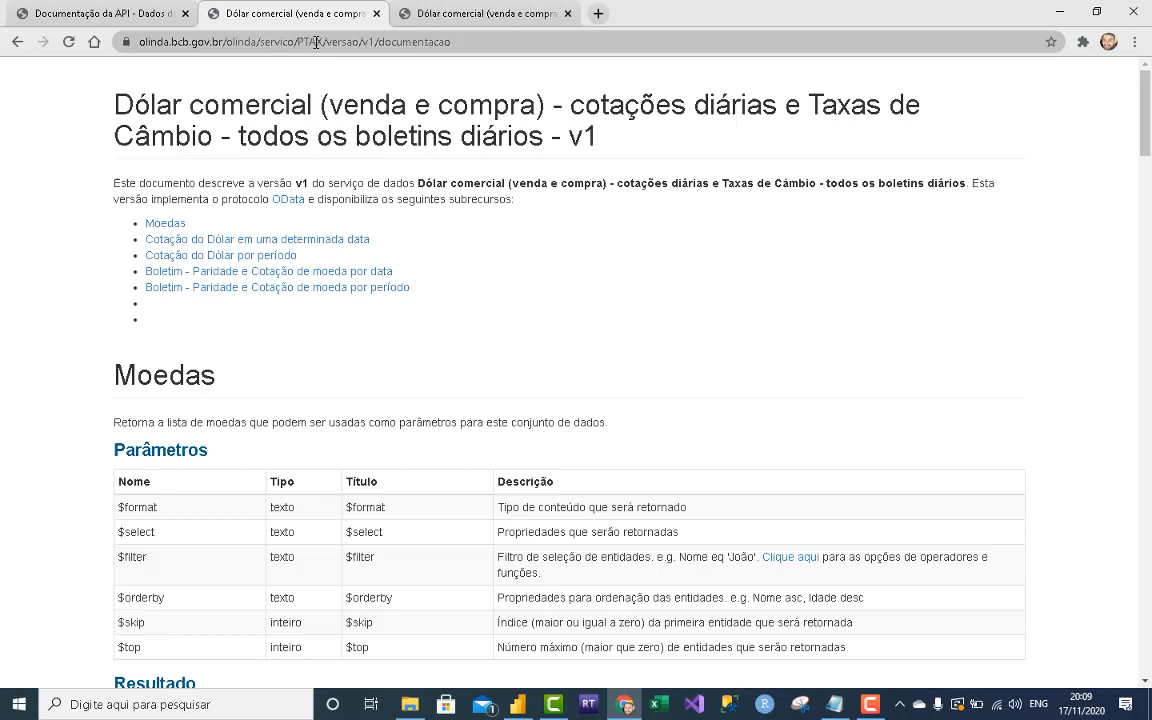 Documentação da API - Dados d
Dólar comercial (venda e compra
Dólar comercial (venda e compra
olinda.bcb.gov.br/olinda/servico/PTAX/versao/v1/documentacao
Dólar comercial (venda e compra) - cotações diárias e Taxas de
Câmbio - todos os boletins diários - v1
Este documento descreve a versão v1 do serviço de dados Dólar comercial (venda e compra) - cotações diárias e Taxas de Câmbio - todos os boletins diários. Esta
versão implementa o protocolo OData e disponibiliza os seguintes subrecursos:
Moedas
Cotação do Dólar em uma determinada data
Cotação do Dólar por período
Boletim - Paridade e Cotação de moeda por data
Boletim - Paridade e Cotação de moeda por período
Moedas
Retorna a lista de moedas que podem ser usadas como parâmetros para este conjunto de dados.
Parâmetros
Nome Tipo Título Descrição
$format texto $format Tipo de conteúdo que será retornado
$select texto $select Propriedades que serão retornadas
$filter texto $filter Filtro de seleção de entidades. e.g. Nome eq 'João'. Clique aqui para as opções de operadores e
funções.
$orderby texto $orderby Propriedades para ordenação das entidades. e.g. Nome asc, Idade desc
$skip inteiro $skip Índice (maior ou igual a zero) da primeira entidade que será retornada
$top inteiro $top Número máximo (maior que zero) de entidades que serão retornadas
Resultado
Digite aqui para pesquisar
1
RT
R
ENG
20:09
17/11/2020